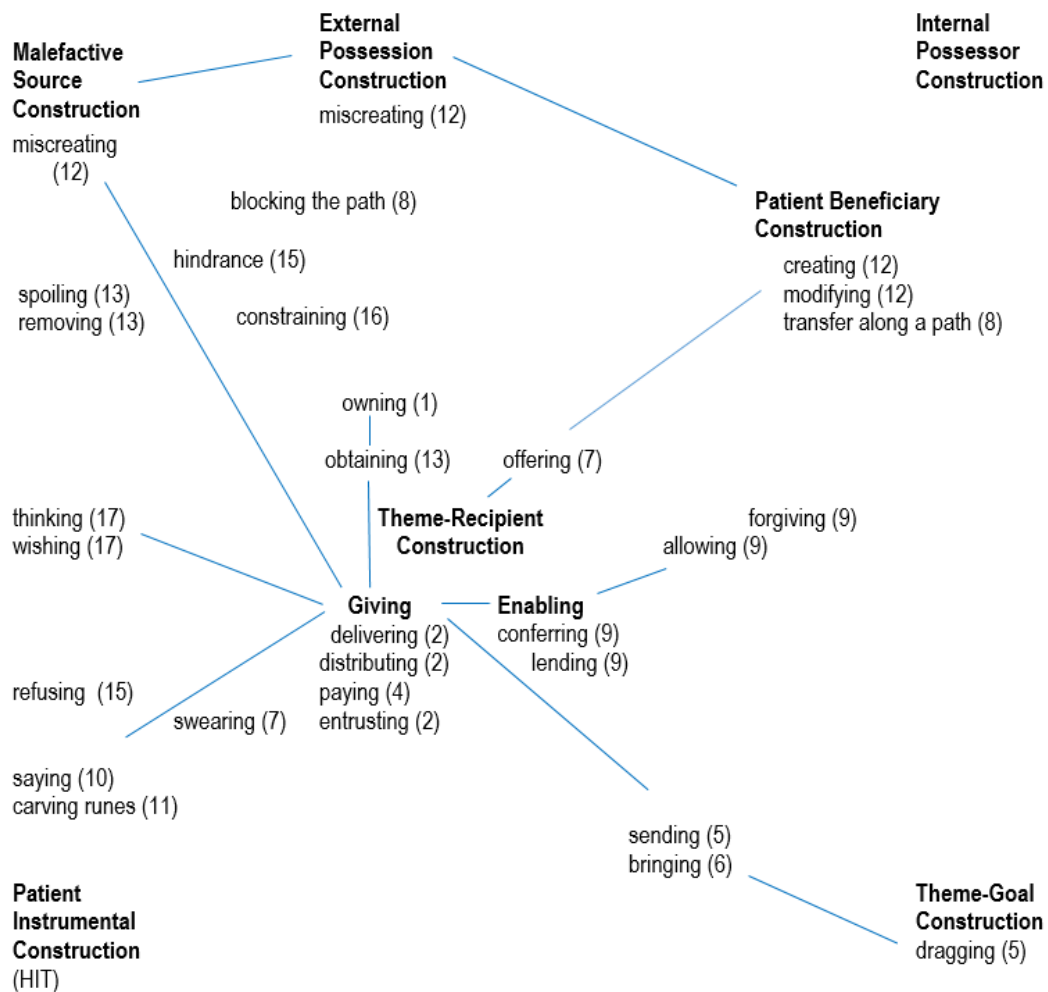 Malefactive
Source
Construction
miscreating
(12)
External
Possession
Construction
miscreating (12)
Internal
Possessor
Construction
blocking the path (8)
hindrance (15)
spoiling (13)
removing (13)
constraining (16)
Patient Beneficiary
Construction
creating (12)
modifying (12)
transfer along a path (8)
owning (1)
obtaining (13)
offering (7)
Theme-Recipient
Construction
thinking (17)
wishing (17)
forgiving (9)
allowing (9)
Giving
delivering (2)
distributing (2)
paying (4)
entrusting (2)
Enabling
conferring (9)
lending (9)
refusing (15)
swearing (7)
saying (10)
carving runes (11)
sending (5)
bringing (6)
Patient
Instrumental
Construction
(HIT)
Theme-Goal
Construction
dragging (5)